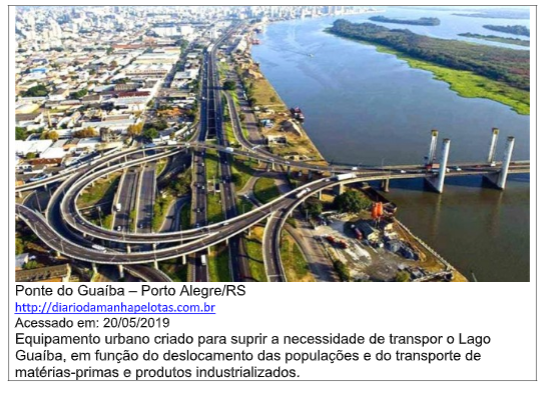 Ponte do Guaíba – Porto Alegre/RS
http://diariodamanhapelotas.com.br
Acessado em: 20/05/2019
Equipamento urbano criado para suprir a necessidade de transpor o Lago
Guaíba, em função do deslocamento das populações e do transporte de
matérias-primas e produtos industrializados.